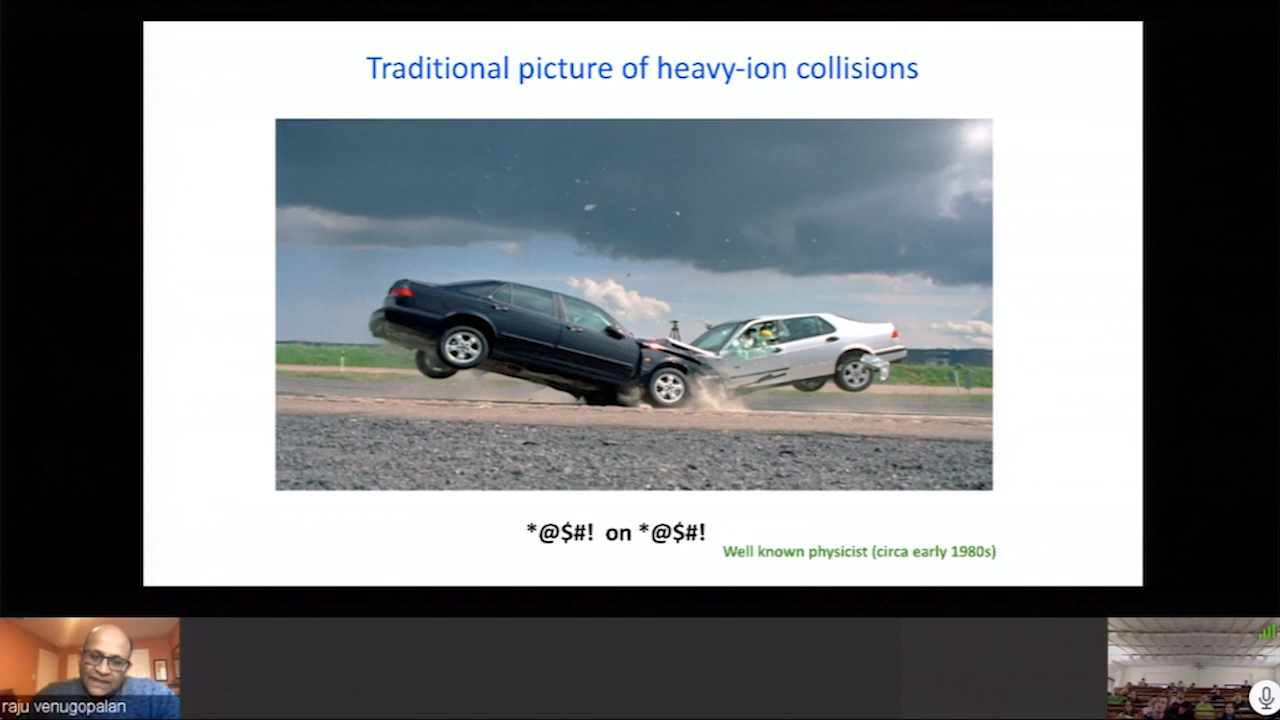 Traditional picture of heavy-ion collisions
*@$#! on *@$#!
Well known physicist (circa early 1980s)
raju venugopalan